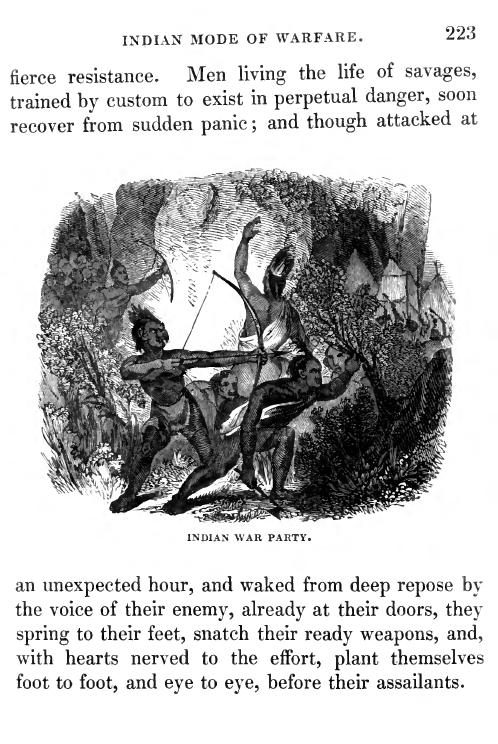 INDIAN MODE OF WARFARE. 223
fierce resistance. Men living the life of savages,
trained by custom to exist in perpetual danger, soon
recover from sudden panic; and though attacked at
INDIAN WAR PARTY.
an unexpected hour, and waked from deep repose by
the voice of their enemy, already at their doors, they
spring to their feet, snatch their ready weapons, and,
with hearts nerved to the effort, plant themselves
foot to foot, and eye to eye, before their assailants.